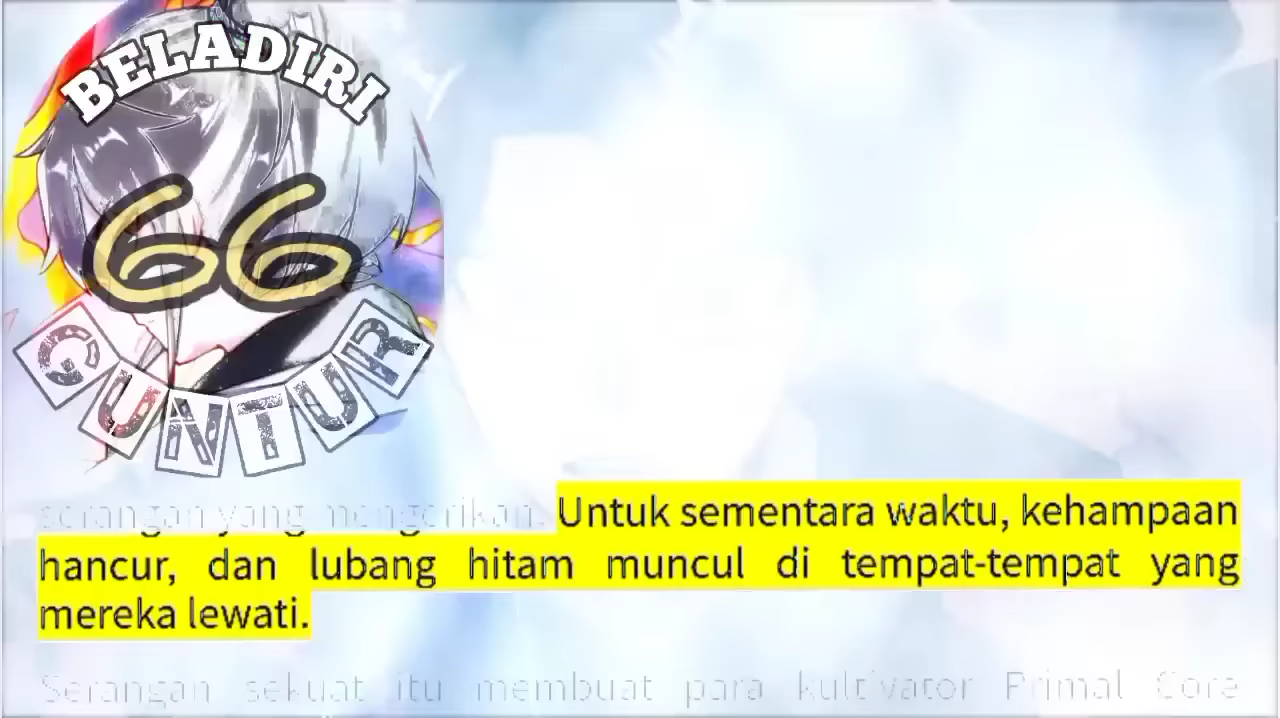 BELADIRI
66
GUNTUR
serangan yang mengerikan. Untuk sementara waktu, kehampaan
hancur, dan lubang hitam muncul di tempat-tempat yang
mereka lewati.
Serangan sekuat itu membuat para kultivator Primal Core